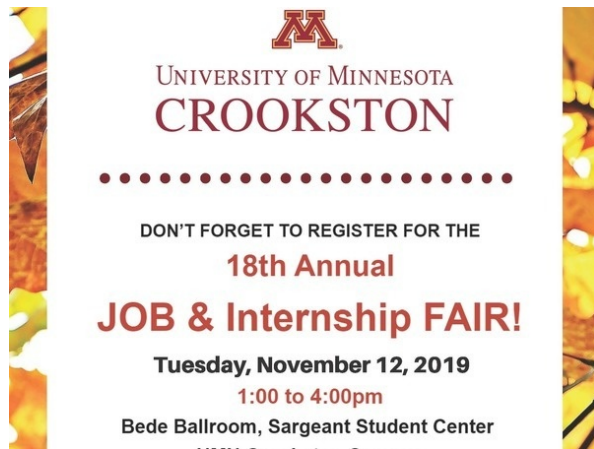 M
UNIVERSITY OF MINNESOTA
CROOKSTON
DON'T FORGET TO REGISTER FOR THE
18th Annual
JOB & Internship FAIR!
Tuesday, November 12, 2019
1:00 to 4:00pm
Bede Ballroom, Sargeant Student Center